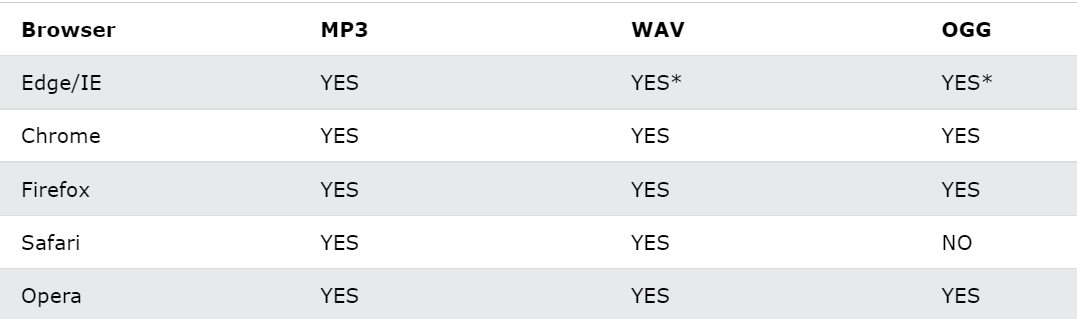 Browser MP3 WAV OGG
Edge/IE YES YES* YES*
Chrome YES YES YES
Firefox YES YES YES
Safari YES YES NO
Opera YES YES YES